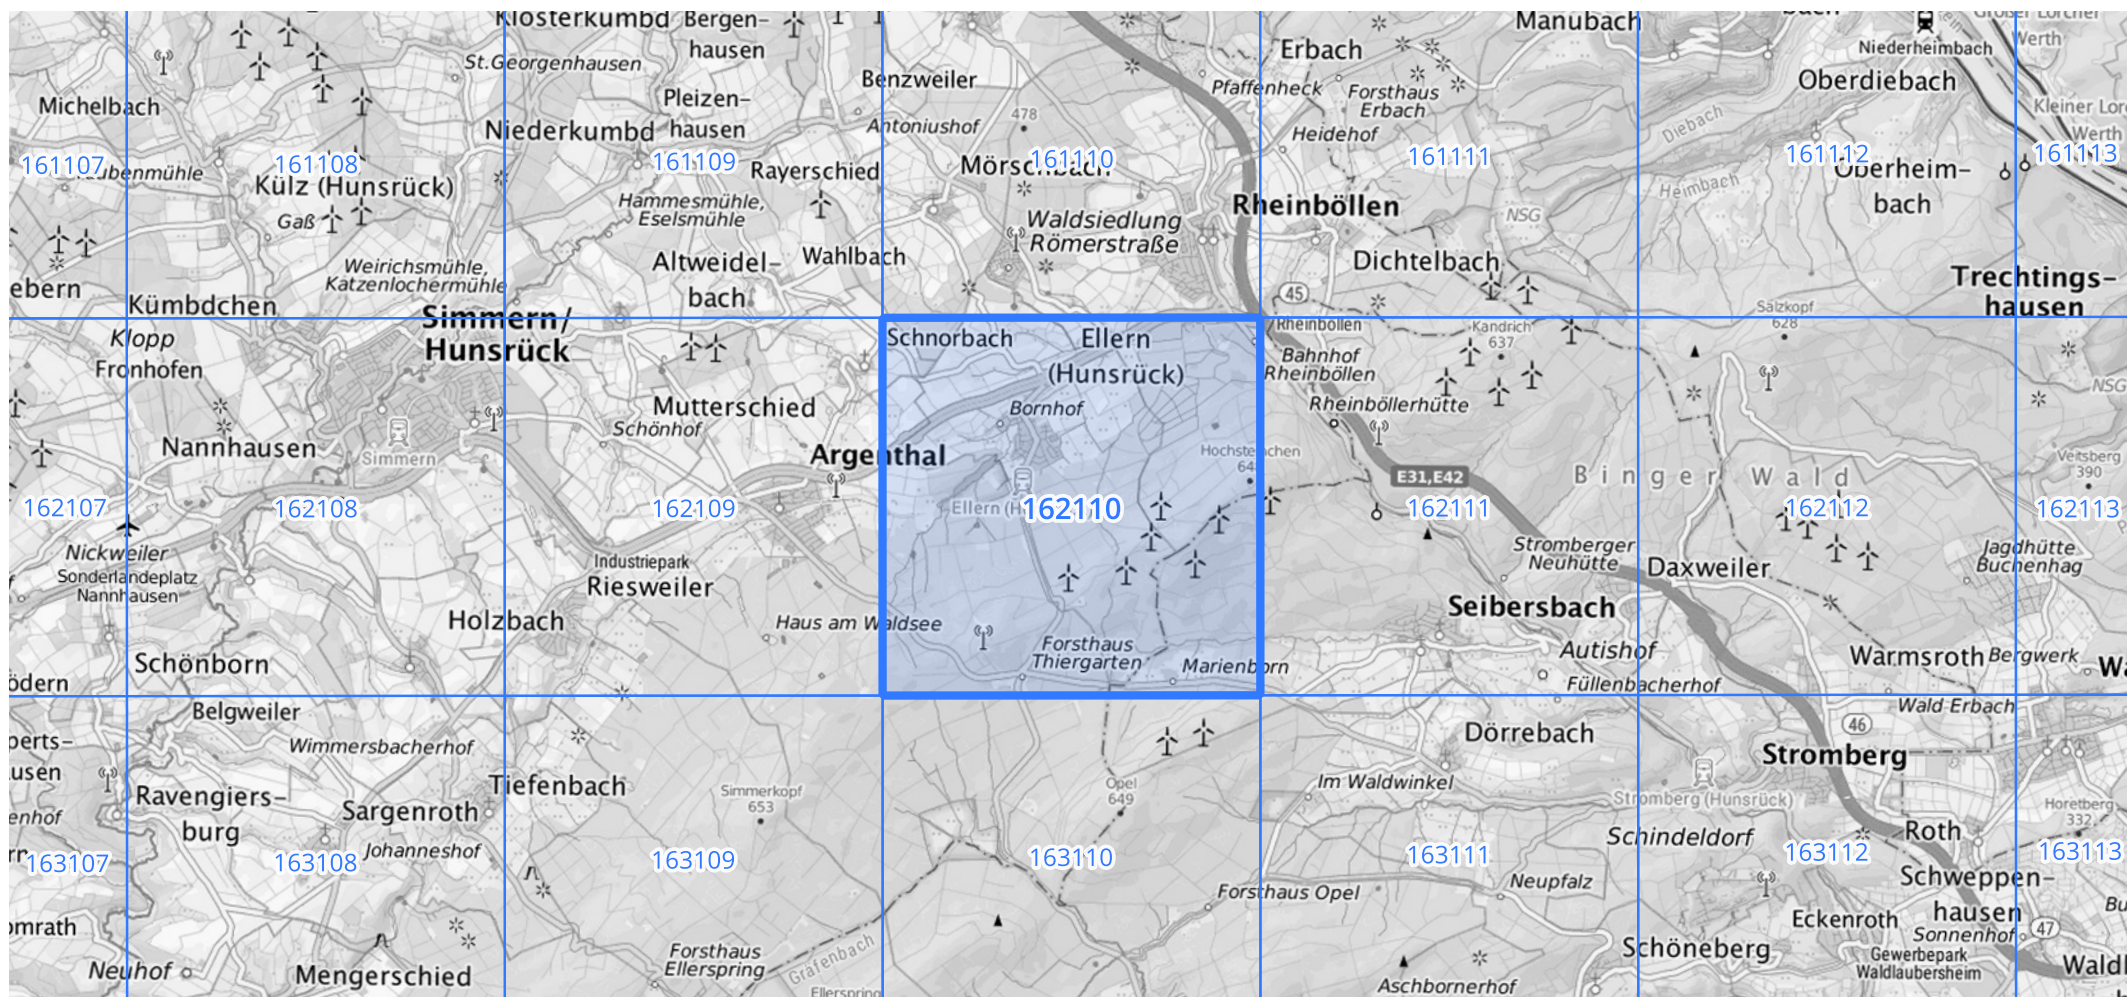 Klosterkumbd
Bergen-
hausen
Manubach
Großer Lorcher
Werth
Niederheimbach
Erbach
St.Georgenhausen
Benzweiler
Pfaffenheck
Forsthaus
Erbach
Oberdiebach
Michelbach
Pleizen-
hausen
Niederkumbd
Antoniushof
478
Heidehof
Diebach
Kleiner Lor
Werth
161107
161108
161109
161110
161111
161112
161113
Külz (Hunsrück)
Rayerschied
Mörschbach
Oberheim-
bach
Heimbach
Gaß
Hammesmühle,
Eselsmühle
Waldsiedlung
Römerstraße
Rheinböllen
NSG
Weirichsmühle,
Katzenlochermühle
Altweidel-
bach
Wahlbach
Dichtelbach
Trechtings-
hausen
ebern
Kümbdchen
45
Salzkopf
628
Simmern/
Hunsrück
Klopp
Fronhofen
Schnorbach
Ellern
(Hunsrück)
Rheinböllen
Kandrich
637
Bahnhof
Rheinböllen
NSG
Mutterschied
Schönhof
Bornhof
Rheinböllerhütte
Nannhausen
Simmern
Argenthal
E31,E42
Binger Wald
Veitsberg
390
162107
162108
162109
162110
162111
162112
162113
Nickweiler
Sonderlandeplatz
Nannhausen
Industriepark
Riesweiler
Stromberger
Neuhütte
Daxweiler
Jagdhütte
Buchenhag
Holzbach
Haus am Waldsee
Seibersbach
Schönborn
Forsthaus
Thiergarten
Marienborn
Autishof
Warmsroth
Bergwerk
ödern
Füllenbacherhof
Belgweiler
Wald Erbach
Wimmersbacherhof
Dörrebach
46
Stromberg
Tiefenbach
Simmerkopf
653
Opel
649
Im Waldwinkel
Stromberg (Hunsrück)
Ravengiers-
burg
Sargenroth
Johanneshof
Schindeldorf
Roth
Horetberg
332
163107
163108
163109
163110
163111
163112
163113
Forsthaus Opel
Neupfalz
Schweppen-
hausen
omrath
Eckenroth
Sonnenhof
47
Neuhof
Mengerschied
Forsthaus
Ellerspring
Gräfenbach
Ellerspring
Schöneberg
Aschbornerhof
Gewerbepark
Waldlaubersheim
Waldl